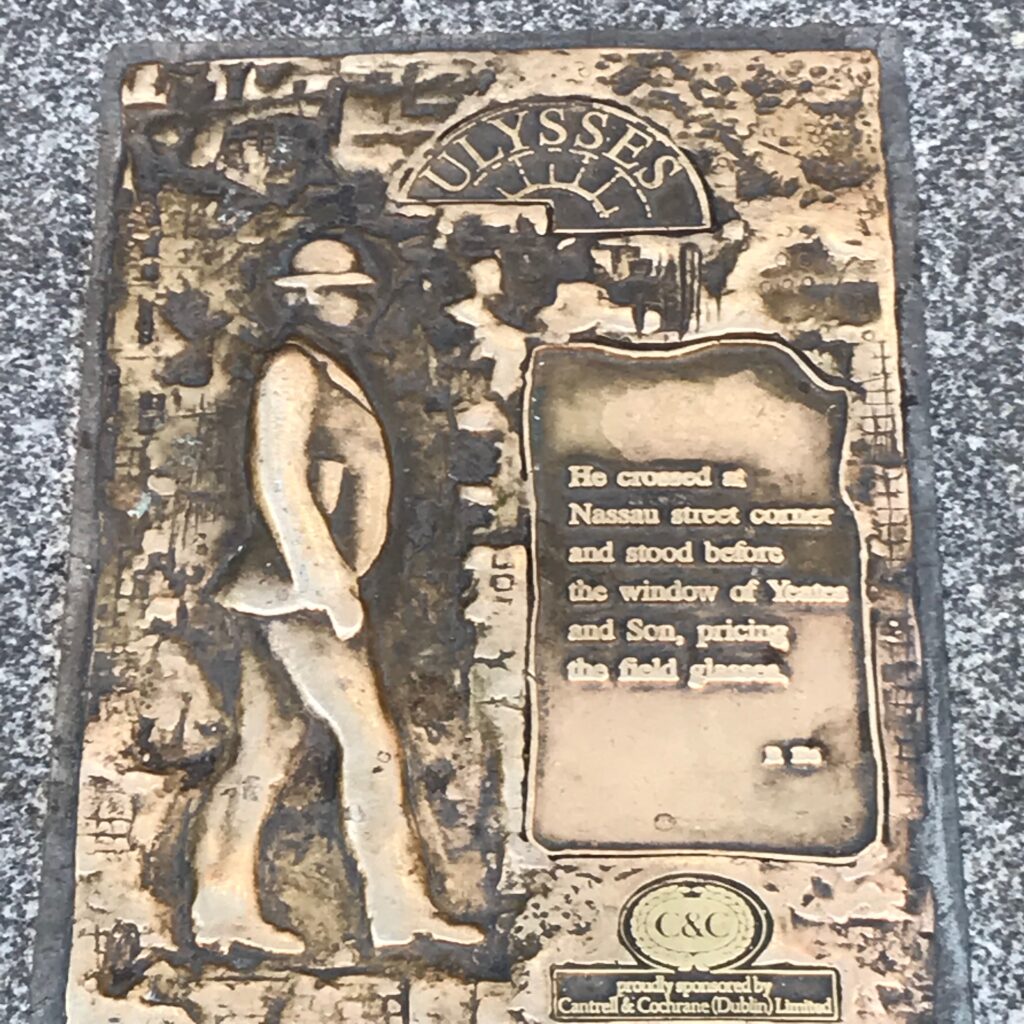 ULYSSES
He crossed at
Nassau street corner
and stood before
the window of Yeates
and Son, pricing
the field glasses.
C&C
proudly sponsored by
Cantrell & Cochrane (Dublin) Limited